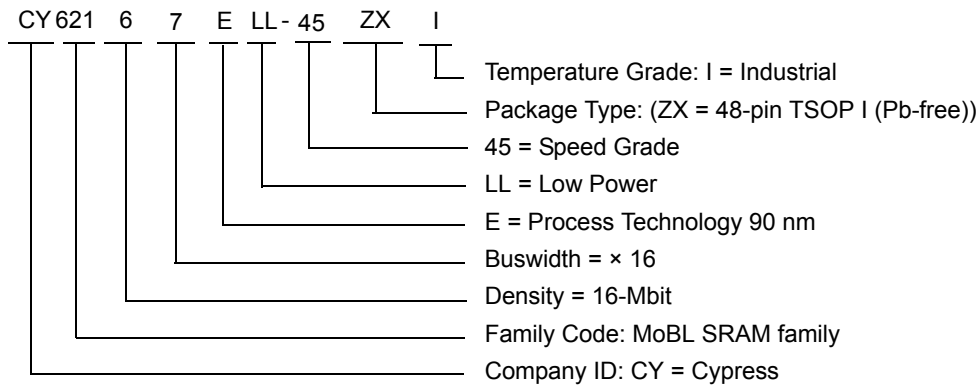 CY 621 6 7 E LL - 45 ZX I
Temperature Grade: I = Industrial
Package Type: (ZX = 48-pin TSOP I (Pb-free))
45 = Speed Grade
LL = Low Power
E = Process Technology 90 nm
Buswidth = × 16
Density = 16-Mbit
Family Code: MoBL SRAM family
Company ID: CY = Cypress